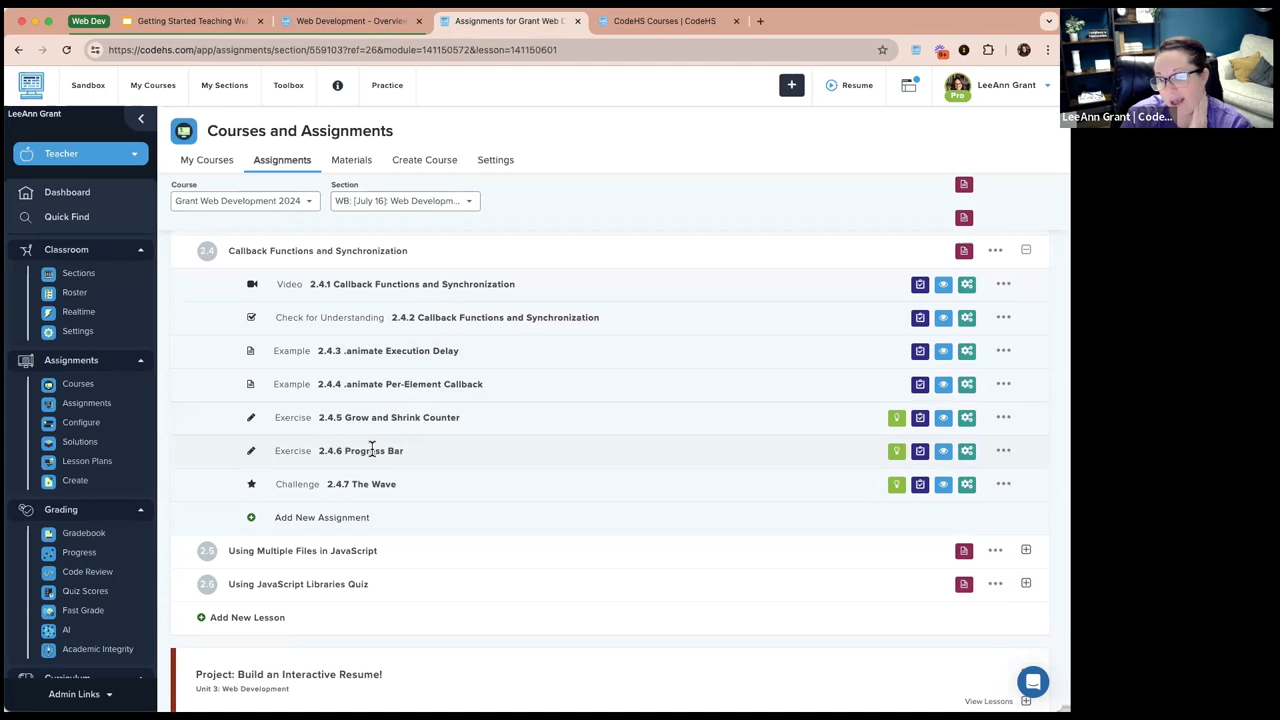 Web Dev
Getting Started Teaching We
Web Development - Overvie
Assignments for Grant Web D
CodeHS Courses | CodeHS
https://codehs.com/app/assignments/section/559103?ref=26&module=141150572&lesson=141150601
9+
Sandbox
My Courses
My Sections
Toolbox
Practice
Resume
Pro
LeeAnn Grant
LeeAnn Grant | Code...
LeeAnn Grant
Teacher
Dashboard
Quick Find
Classroom
Sections
Roster
Realtime
Settings
Assignments
Courses
Assignments
Configure
Solutions
Lesson Plans
Create
Grading
Gradebook
Progress
Code Review
Quiz Scores
Fast Grade
AI
Academic Integrity
Curriculum
Admin Links
Courses and Assignments
My Courses
Assignments
Materials
Create Course
Settings
Course
Section
Grant Web Development 2024
WB: [July 16]: Web Developm...
2.4 Callback Functions and Synchronization
Video 2.4.1 Callback Functions and Synchronization
Check for Understanding 2.4.2 Callback Functions and Synchronization
Example 2.4.3 .animate Execution Delay
Example 2.4.4 .animate Per-Element Callback
Exercise 2.4.5 Grow and Shrink Counter
Exercise 2.4.6 Progress Bar
Challenge 2.4.7 The Wave
Add New Assignment
2.5 Using Multiple Files in JavaScript
2.6 Using JavaScript Libraries Quiz
Add New Lesson
Project: Build an Interactive Resume!
Unit 3: Web Development
View Lessons